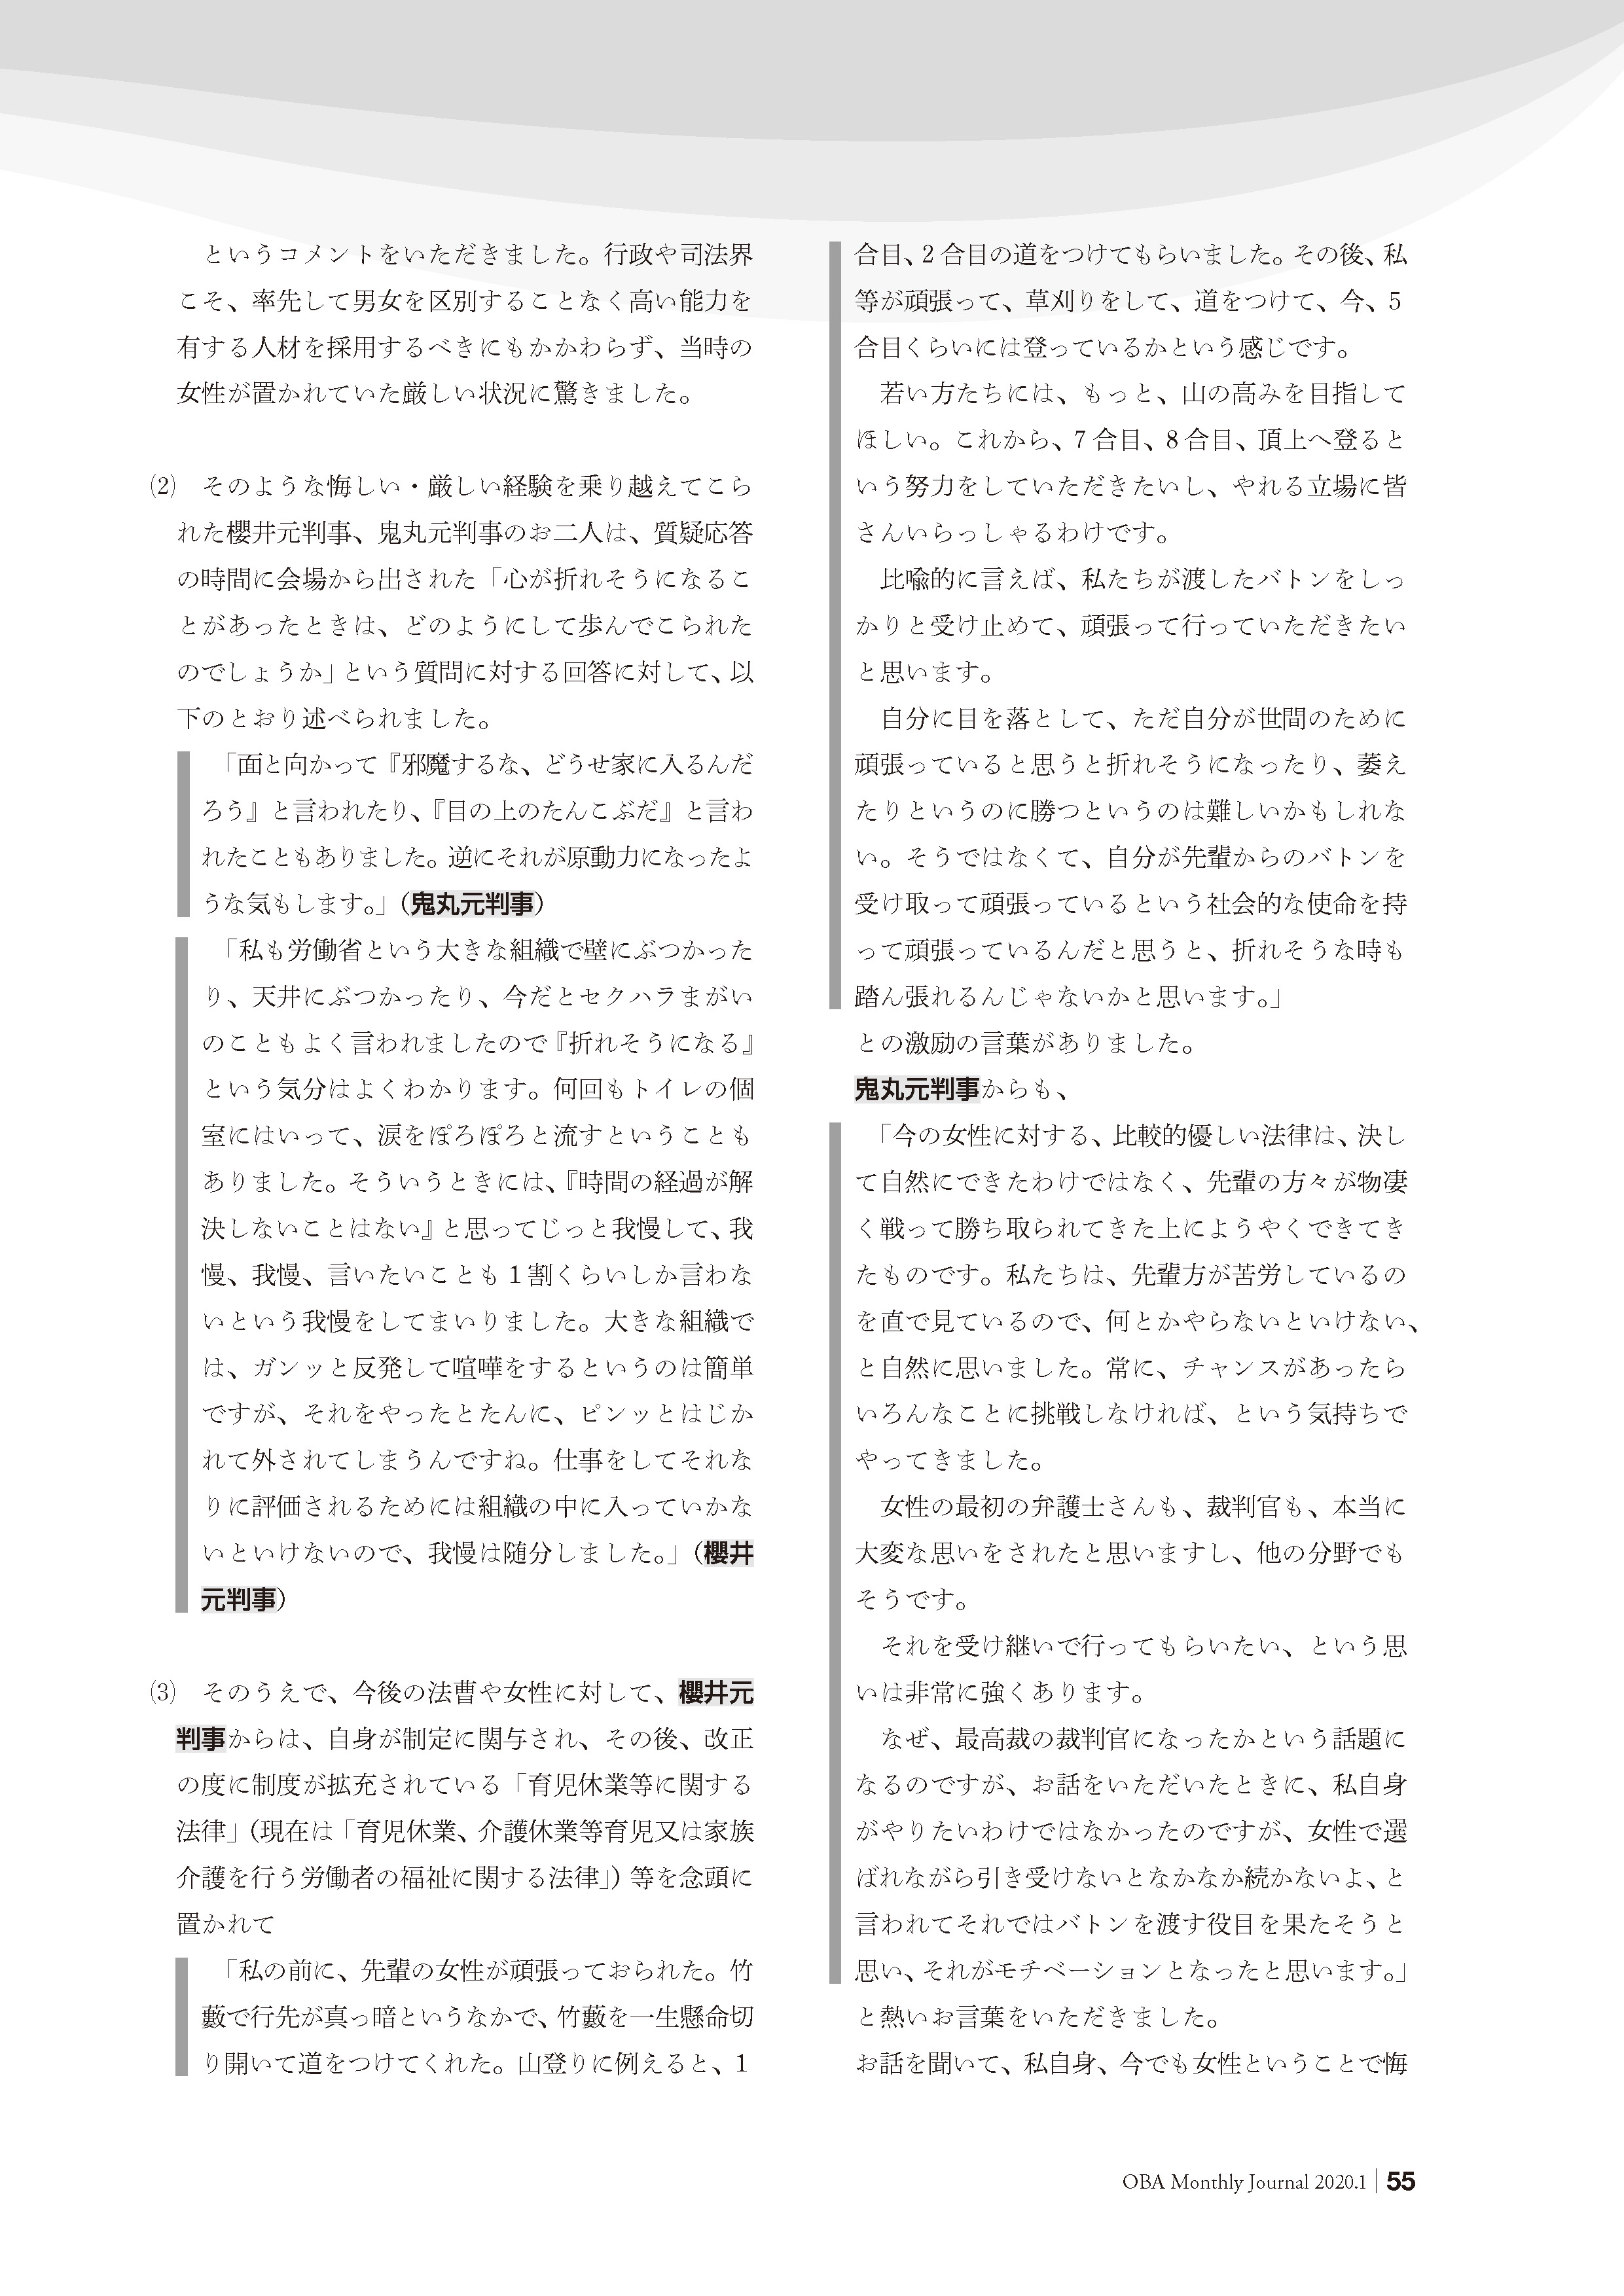 というコメントをいただきました。行政や司法界
こそ、率先して男女を区別することなく高い能力を
有する人材を採用するべきにもかかわらず、当時の
女性が置かれていた厳しい状況に驚きました。
⑵　そのような悔しい・厳しい経験を乗り越えてこら
れた櫻井元判事、鬼丸元判事のお二人は、質疑応答
の時間に会場から出された「心が折れそうになるこ
とがあったときは、どのようにして歩んでこられた
のでしょうか」という質問に対する回答に対して、以
下のとおり述べられました。
「面と向かって『邪魔するな、どうせ家に入るんだ
ろう』と言われたり、『目の上のたんこぶだ』と言わ
れたこともありました。逆にそれが原動力になったよ
うな気もします。」（鬼丸元判事）
「私も労働省という大きな組織で壁にぶつかった
り、天井にぶつかったり、今だとセクハラまがい
のこともよく言われましたので『折れそうになる』
という気分はよくわかります。何回もトイレの個
室にはいって、涙をぽろぽろと流すということも
ありました。そういうときには、『時間の経過が解
決しないことはない』と思ってじっと我慢して、我
慢、我慢、言いたいことも1割くらいしか言わな
いという我慢をしてまいりました。大きな組織で
は、ガンッと反発して喧嘩をするというのは簡単
ですが、それをやったとたんに、ピンッとはじか
れて外されてしまうんですね。仕事をしてそれな
りに評価されるためには組織の中に入っていかな
いといけないので、我慢は随分しました。」（櫻井
元判事）
⑶　そのうえで、今後の法曹や女性に対して、櫻井元
判事からは、自身が制定に関与され、その後、改正
の度に制度が拡充されている「育児休業等に関する
法律」（現在は「育児休業、介護休業等育児又は家族
介護を行う労働者の福祉に関する法律」）等を念頭に
置かれて
「私の前に、先輩の女性が頑張っておられた。竹
藪で行先が真っ暗というなかで、竹藪を一生懸命切
り開いて道をつけてくれた。山登りに例えると、1
合目、2合目の道をつけてもらいました。その後、私
等が頑張って、草刈りをして、道をつけて、今、5
合目くらいには登っているかという感じです。
若い方たちには、もっと、山の高みを目指して
ほしい。これから、7合目、8合目、頂上へ登ると
いう努力をしていただきたいし、やれる立場に皆
さんいらっしゃるわけです。
比喩的に言えば、私たちが渡したバトンをしっ
かりと受け止めて、頑張って行っていただきたい
と思います。
自分に目を落として、ただ自分が世間のために
頑張っていると思うと折れそうになったり、萎え
たりというのに勝つというのは難しいかもしれな
い。そうではなくて、自分が先輩からのバトンを
受け取って頑張っているという社会的な使命を持
って頑張っているんだと思うと、折れそうな時も
踏ん張れるんじゃないかと思います。」
との激励の言葉がありました。
鬼丸元判事からも、
「今の女性に対する、比較的優しい法律は、決し
て自然にできたわけではなく、先輩の方々が物凄
く戦って勝ち取られてきた上にようやくできてき
たものです。私たちは、先輩方が苦労しているの
を直で見ているので、何とかやらないといけない、
と自然に思いました。常に、チャンスがあったら
いろんなことに挑戦しなければ、という気持ちで
やってきました。
女性の最初の弁護士さんも、裁判官も、本当に
大変な思いをされたと思いますし、他の分野でも
そうです。
それを受け継いで行ってもらいたい、という思
いは非常に強くあります。
なぜ、最高裁の裁判官になったかという話題に
なるのですが、お話をいただいたときに、私自身
がやりたいわけではなかったのですが、女性で選
ばれながら引き受けないとなかなか続かないよ、と
言われてそれではバトンを渡す役目を果たそうと
思い、それがモチベーションとなったと思います。」
と熱いお言葉をいただきました。
お話を聞いて、私自身、今でも女性ということで悔
OBA Monthly Journal 2020.1 | 55